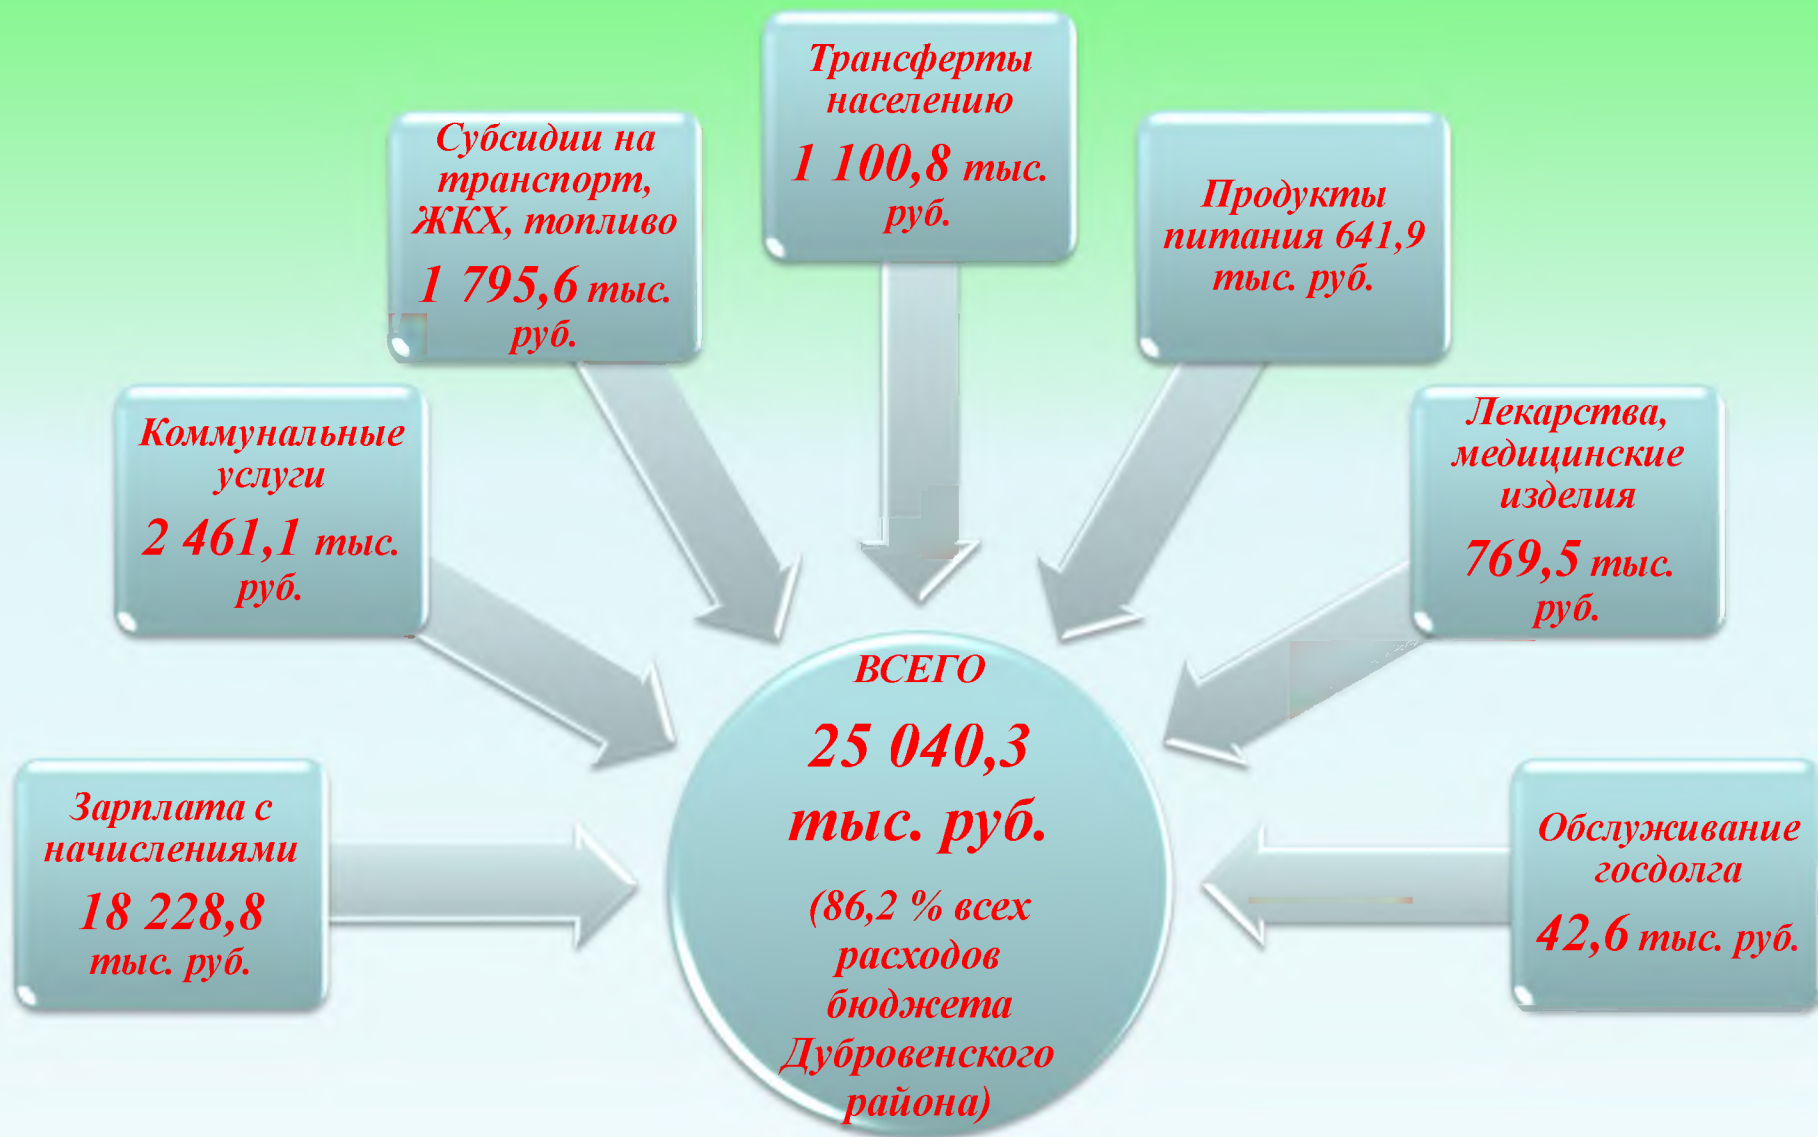 Трансферты
населению
1 100,8 тыс.
руб.
Субсидии на
транспорт,
ЖКХ, топливо
1 795,6 тыс.
руб.
Продукты
питания 641,9
тыс. руб.
Коммунальные
услуги
2 461,1 тыс.
руб.
Лекарства,
медицинские
изделия
769,5 тыс.
руб.
Зарплата с
начислениями
18 228,8
тыс. руб.
ВСЕГО
25 040,3
тыс. руб.
(86,2 % всех
расходов
бюджета
Дубровенского
района)
Обслуживание
госдолга
42,6 тыс. руб.